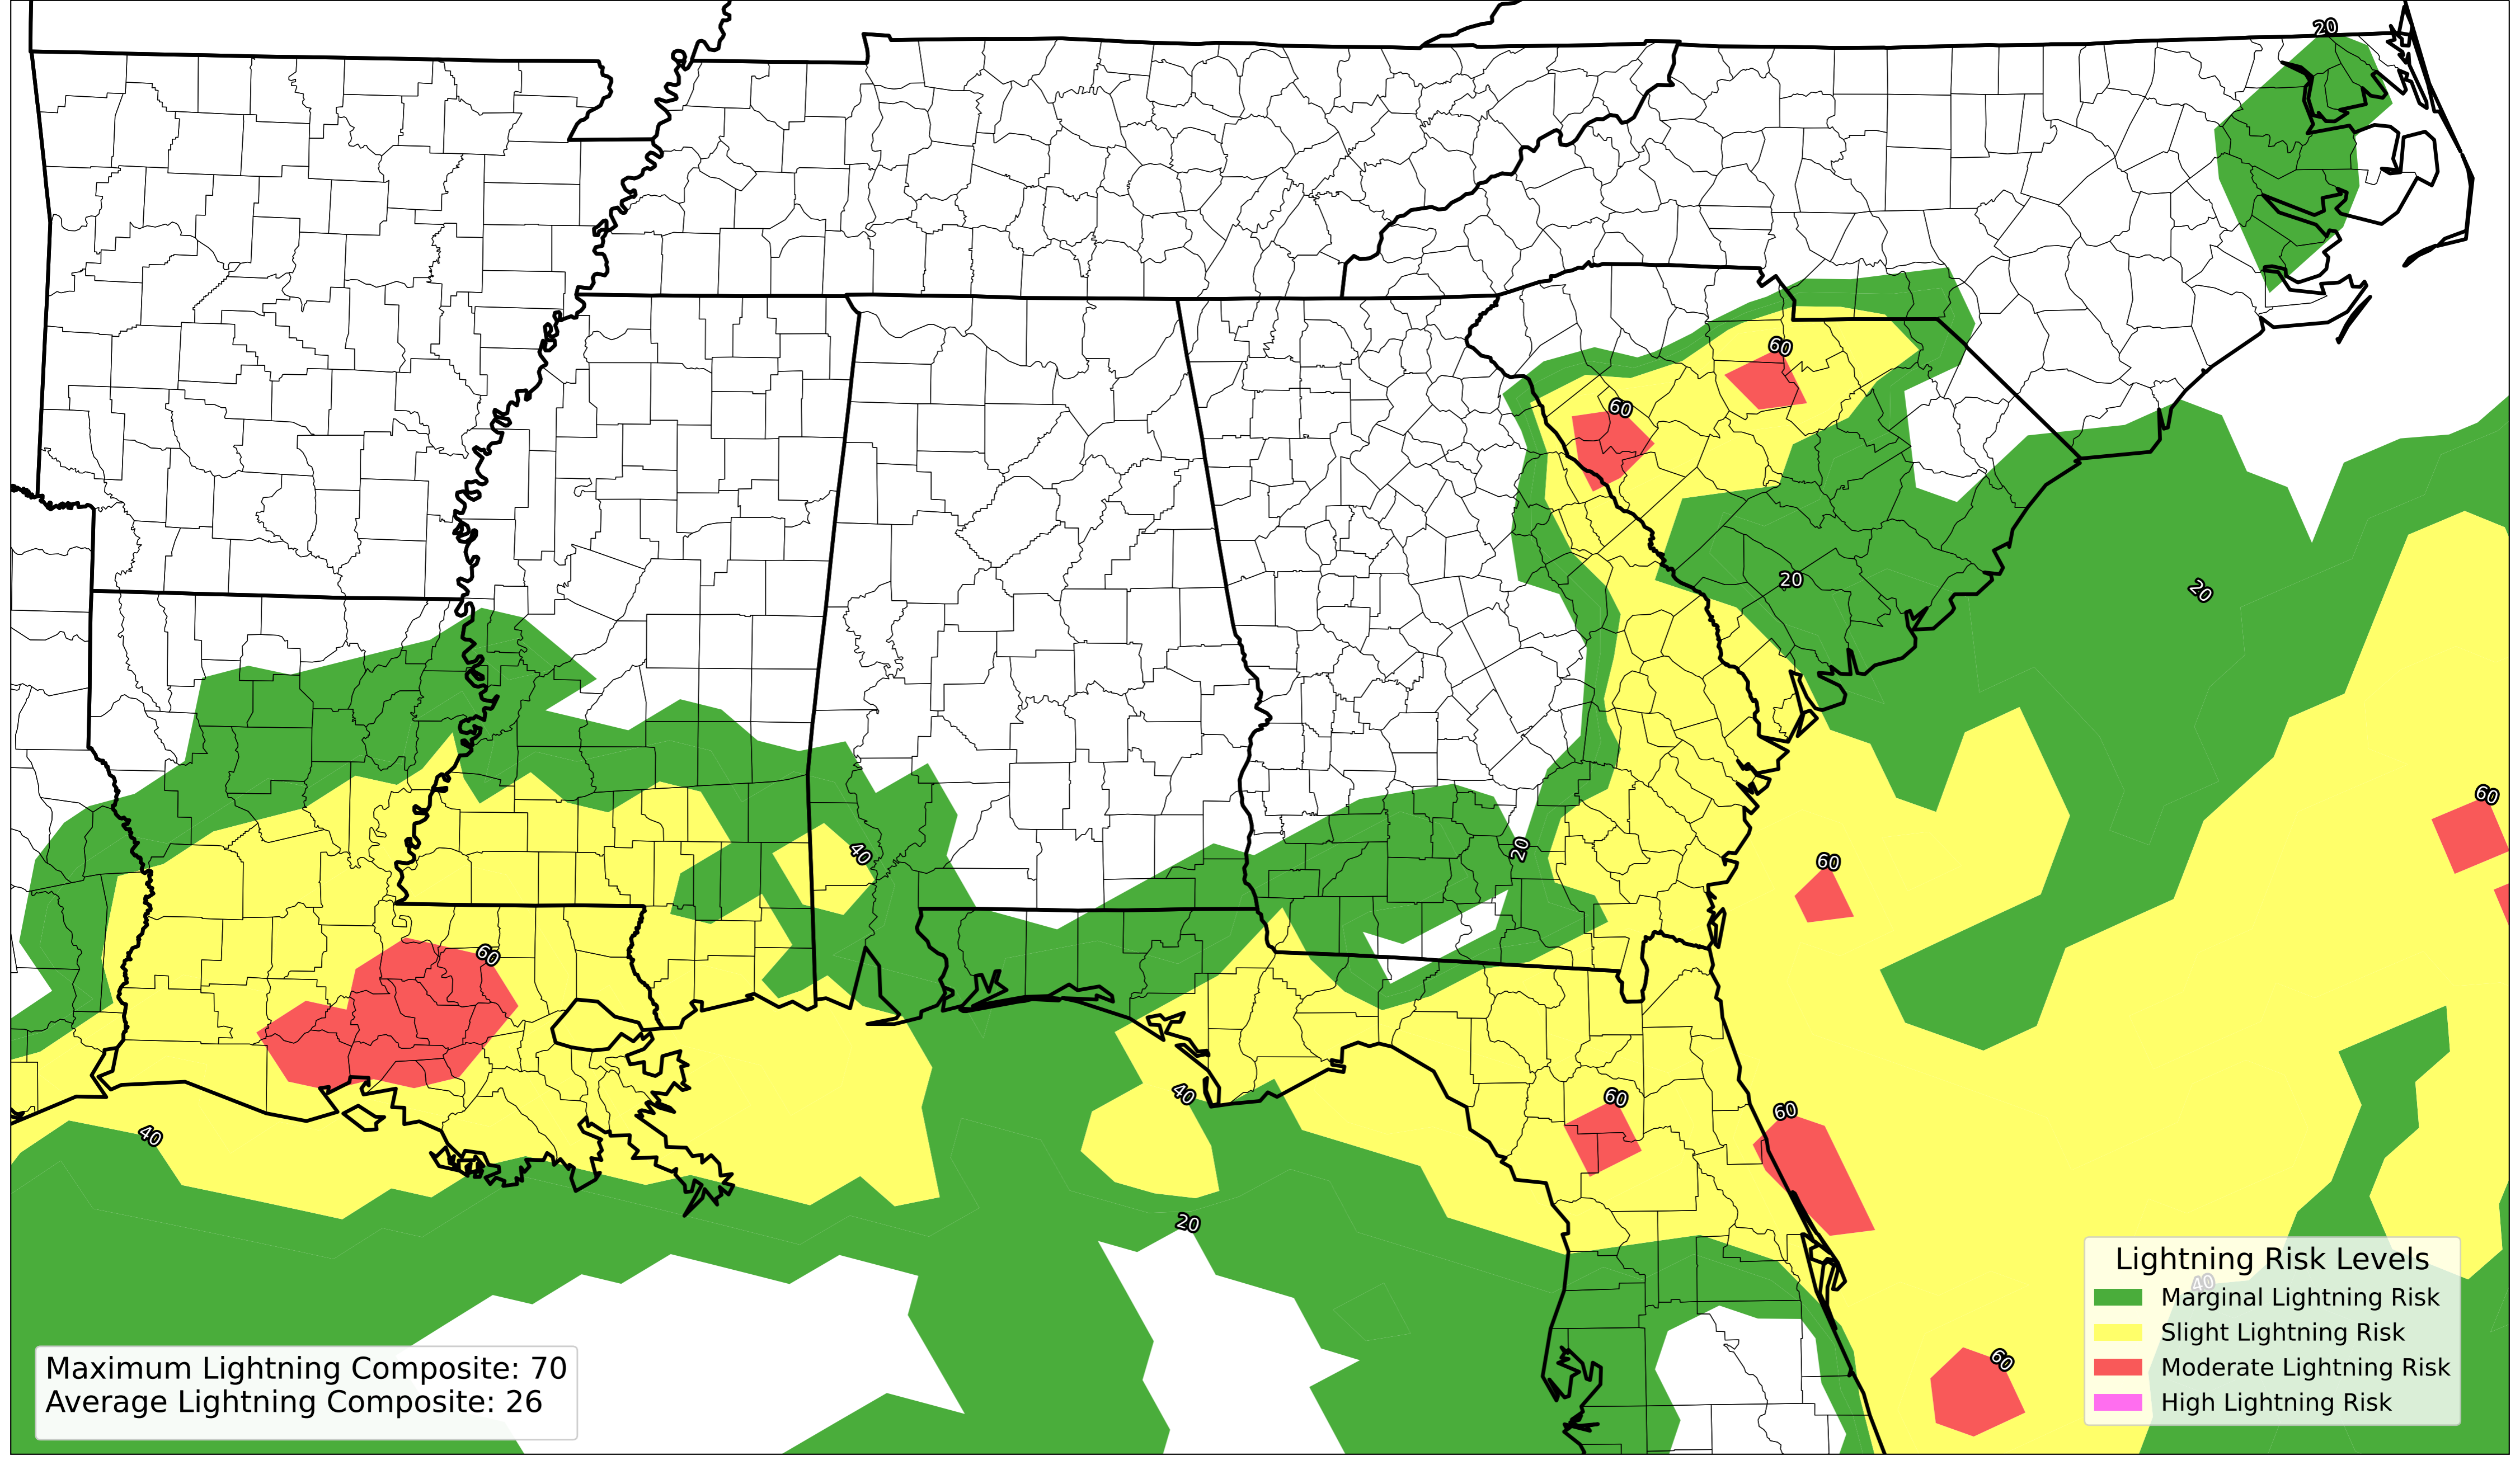 20
60
60
20
20
60
40
20
60
60
40
60
60
40
20
40
60
Lightning Risk Levels
Marginal Lightning Risk
Slight Lightning Risk
Moderate Lightning Risk
High Lightning Risk
Maximum Lightning Composite: 70
Average Lightning Composite: 26